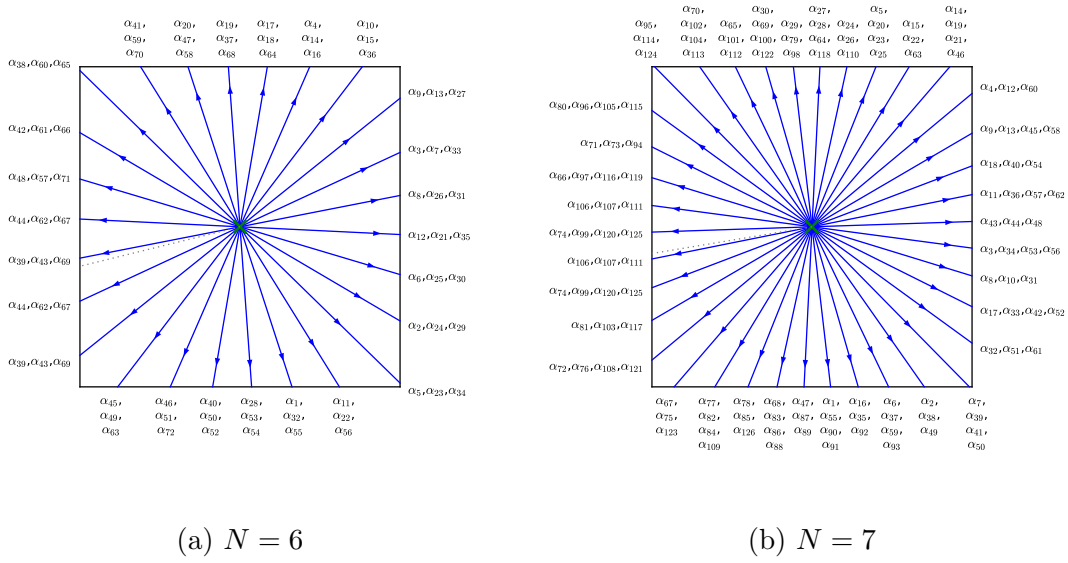 α41, α20, α19, α17, α4, α10,
α59, α47, α37, α18, α14, α15,
α70 α58 α68 α64 α16 α36
α38,α60,α65
α9,α13,α27
α42,α61,α66
α3,α7,α33
α48,α57,α71
α8,α26,α31
α44,α62,α67
α12,α21,α35
α39,α43,α69
α6,α25,α30
α44,α62,α67
α2,α24,α29
α39,α43,α69
α5,α23,α34
α45, α46, α40, α28, α1, α11,
α49, α51, α50, α53, α32, α22,
α63 α72 α52 α54 α55 α56
(a) N = 6
α70, α30, α27, α5, α14,
α95, α102, α65, α69, α29, α28, α24, α20, α15, α19,
α114, α104, α101, α100, α79, α64, α26, α23, α22, α21,
α124 α113 α112 α122 α98 α118 α110 α25 α63 α46
α4,α12,α60
α80,α96,α105,α115
α9,α13,α45,α58
α71,α73,α94
α18,α40,α54
α66,α97,α116,α119
α11,α36,α57,α62
α106,α107,α111
α43,α44,α48
α74,α99,α120,α125
α3,α34,α53,α56
α106,α107,α111
α8,α10,α31
α74,α99,α120,α125
α17,α33,α42,α52
α81,α103,α117
α32,α51,α61
α72,α76,α108,α121
α67, α77, α78, α68, α47, α1, α16, α6, α2, α7,
α75, α82, α85, α83, α87, α55, α35, α37, α38, α39,
α123 α84, α126 α86, α89 α90, α92 α59, α49 α41,
α109 α88 α91 α93 α50
(b) N = 7